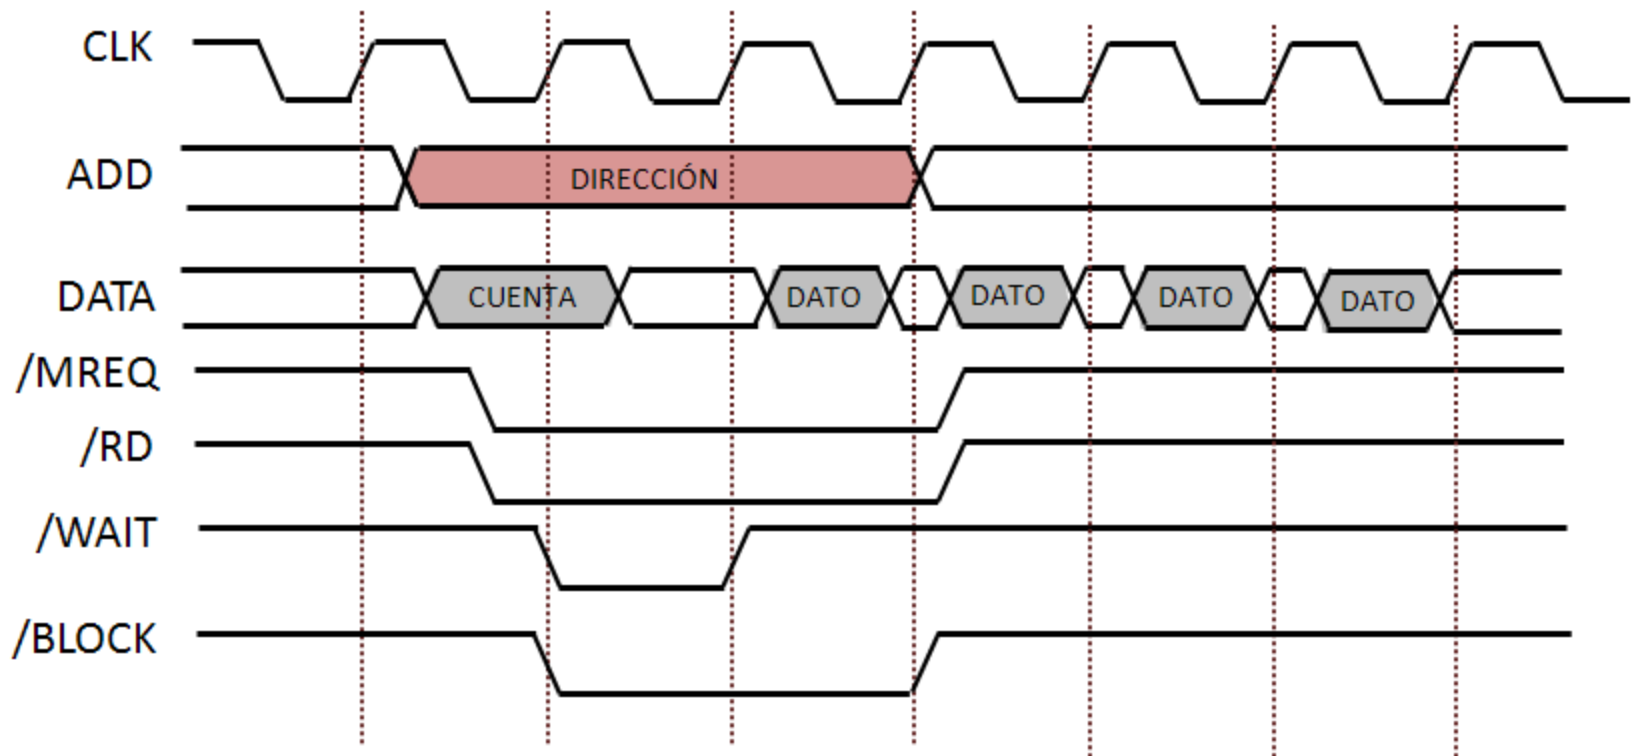 CLK
ADD
DIRECCIÓN
DATA
CUENTA
DATO
DATO
DATO
DATO
/MREQ
/RD
/WAIT
/BLOCK